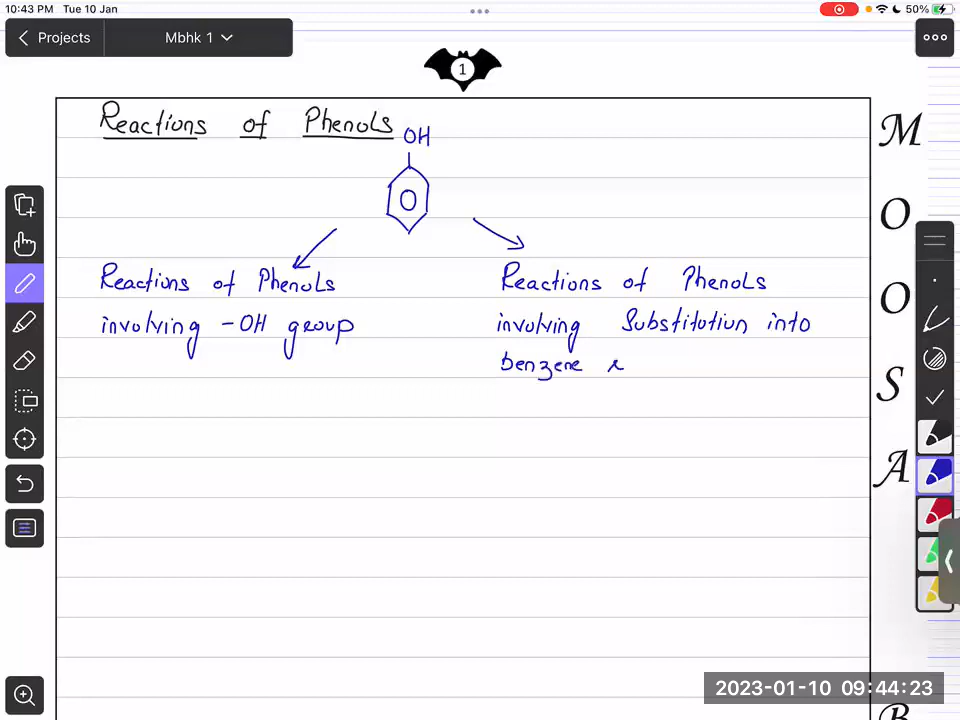 10:43 PM Tue 10 Jan
50%
Projects
Mbhk 1
1
Reactions of Phenols
OH
Reactions of Phenols
involving -OH group
Reactions of Phenols
involving Substitution into
benzene r
M
O
O
S
A
B
2023-01-10 09:44:23